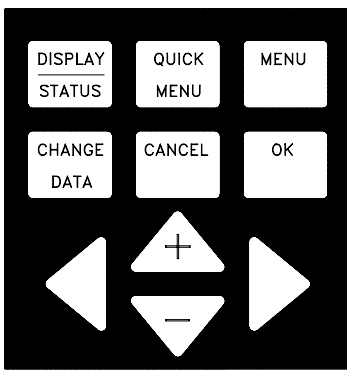 DISPLAY
STATUS
QUICK
MENU
MENU
CHANGE
DATA
CANCEL
OK
+
−